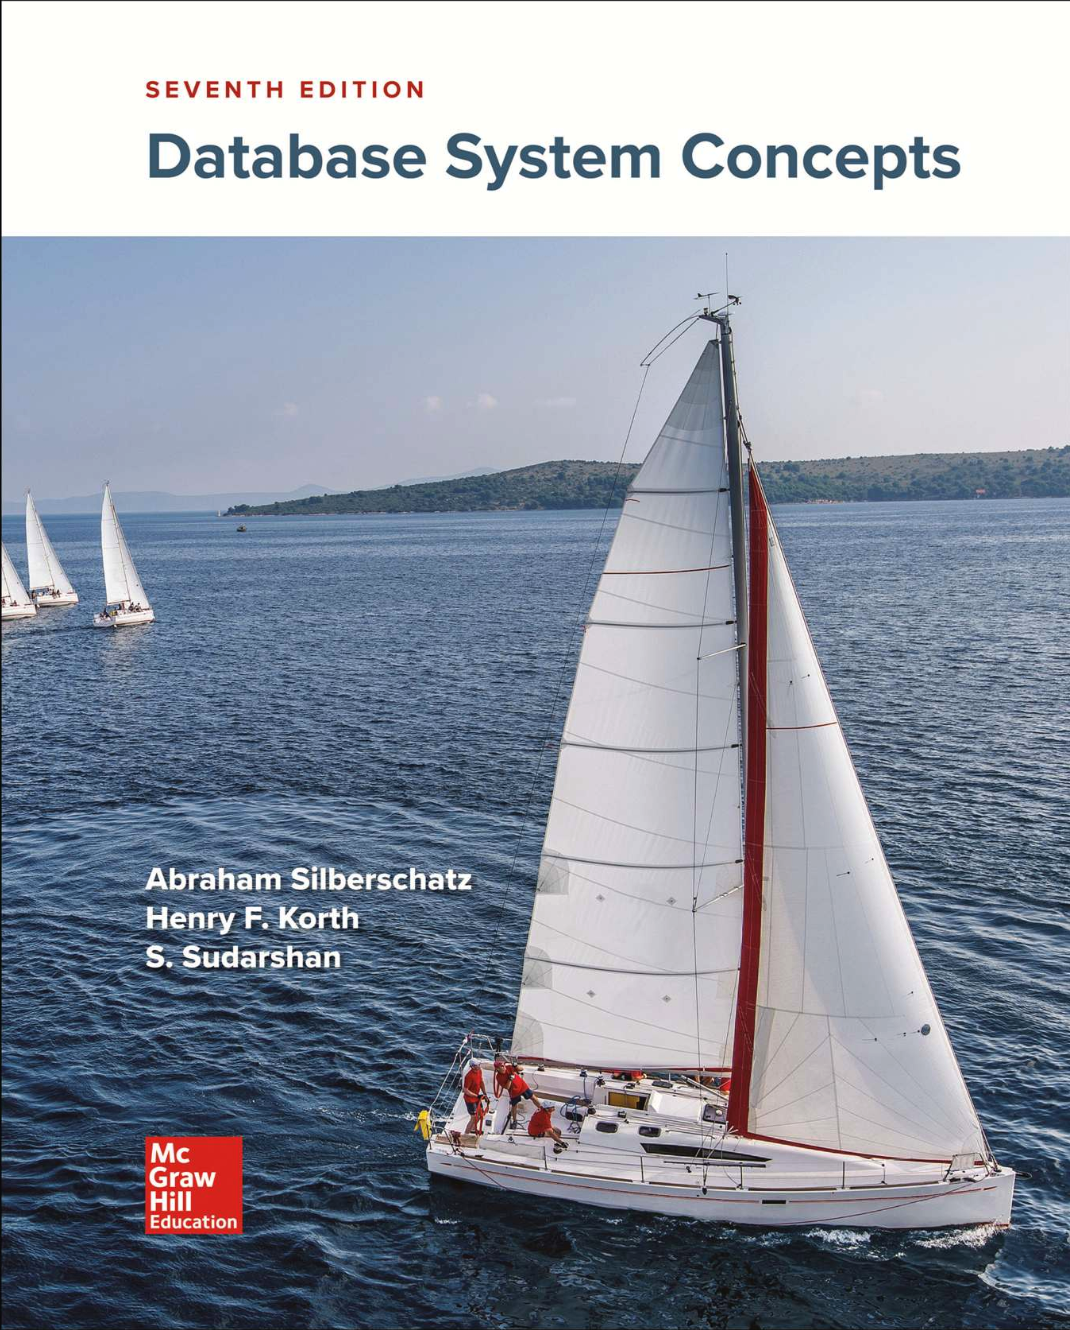 SEVENTH EDITION
Database System Concepts
Abraham Silberschatz
Henry F. Korth
S. Sudarshan
Mc
Graw
Hill
Education